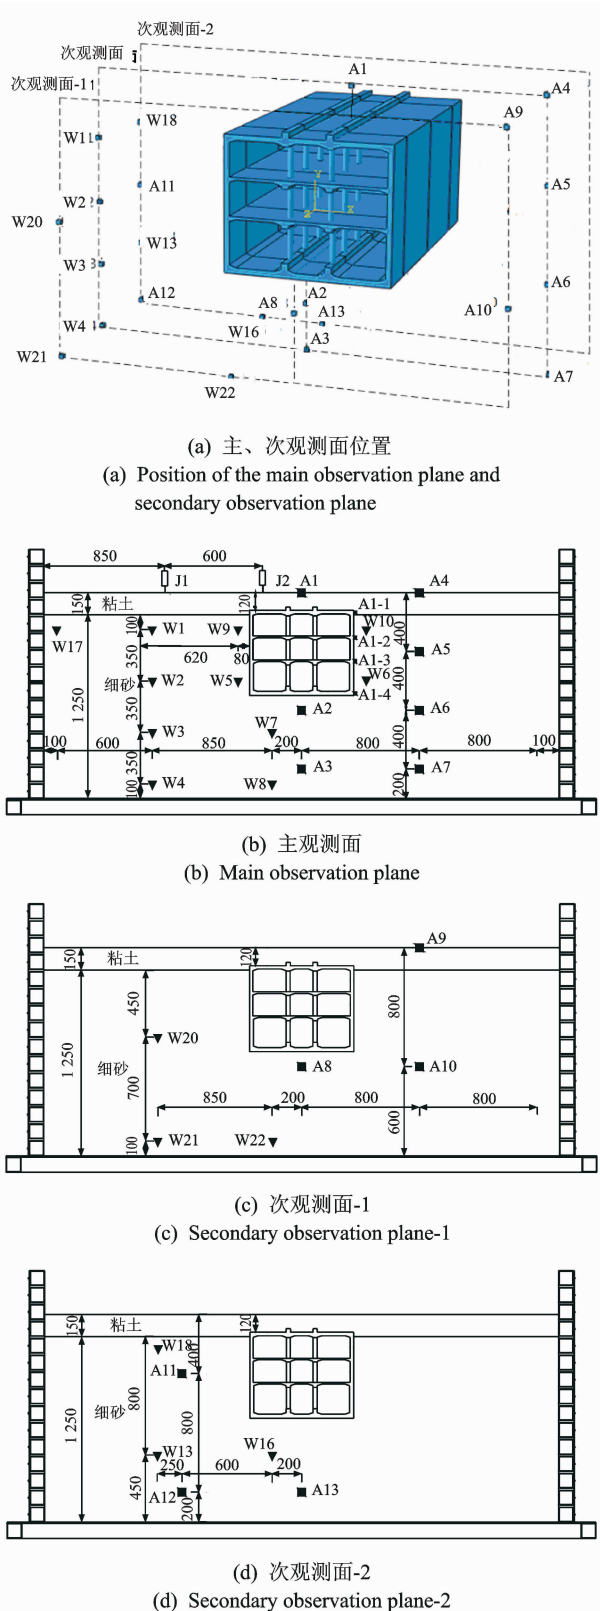 次观测面-2
次观测面
次观测面-1
A1
A4
A9
W18
W11
A11
A5
W2
W20
W13
W3
A6
A12
A8
A2
A10
W4
W16
A13
W21
A3
A7
W22
Y
Z
X
(a) 主、次观测面位置
(a) Position of the main observation plane and
secondary observation plane
850
600
J1
J2
A1
A4
150
粘土
120
A1-1
100
W1
W9
W10
400
W17
A1-2
A5
350
620
80
A1-3
1 250
细砂
W2
W5
W6
400
A1-4
350
A2
A6
W3
W7
100
600
850
200
800
400
800
100
350
A3
A7
W4
W8
100
200
(b) 主观测面
(b) Main observation plane
A9
150
粘土
120
450
800
W20
1 250
细砂
A8
A10
700
850
200
800
800
600
W21
W22
100
(c) 次观测面-1
(c) Secondary observation plane-1
150
粘土
120
W18
400
A11
800
细砂
1 250
800
W13
W16
250
600
200
450
A12
A13
200
(d) 次观测面-2
(d) Secondary observation plane-2